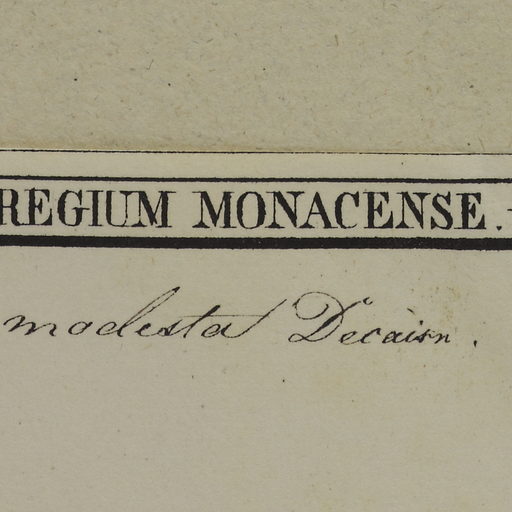 REGIUM MONACENSE.
modesta Decaisn.